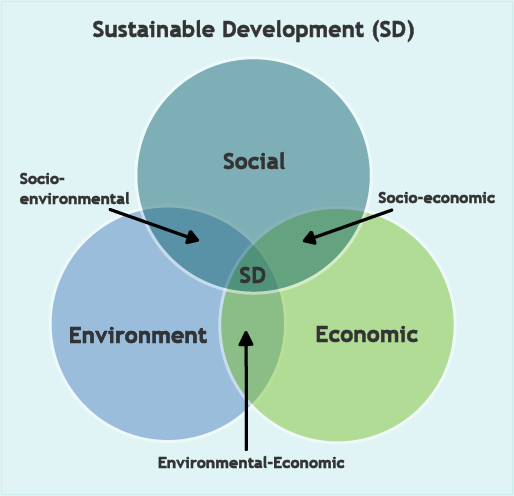 Sustainable Development (SD)
Social
Socio-
environmental
Socio-economic
SD
Environment
Economic
Environmental-Economic